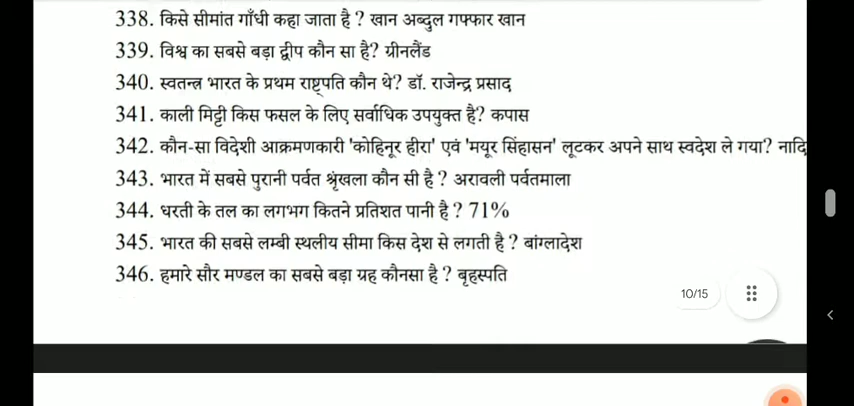 338. किसे सीमांत गाँधी कहा जाता है ? खान अब्दुल गफ्फार खान
339. विश्व का सबसे बड़ा द्वीप कौन सा है? ग्रीनलैंड
340. स्वतन्त्र भारत के प्रथम राष्ट्रपति कौन थे? डॉ. राजेन्द्र प्रसाद
341. काली मिट्टी किस फसल के लिए सर्वाधिक उपयुक्त है? कपास
342. कौन-सा विदेशी आक्रमणकारी 'कोहिनूर हीरा' एवं 'मयूर सिंहासन' लूटकर अपने साथ स्वदेश ले गया?
343. भारत में सबसे पुरानी पर्वत श्रृंखला कौन सी है ? अरावली पर्वतमाला
344. धरती के तल का लगभग कितने प्रतिशत पानी है ? 71%
345. भारत की सबसे लम्बी स्थलीय सीमा किस देश से लगती है ? बांग्लादेश
346. हमारे सौर मण्डल का सबसे बड़ा ग्रह कौनसा है ? बृहस्पति
10/15